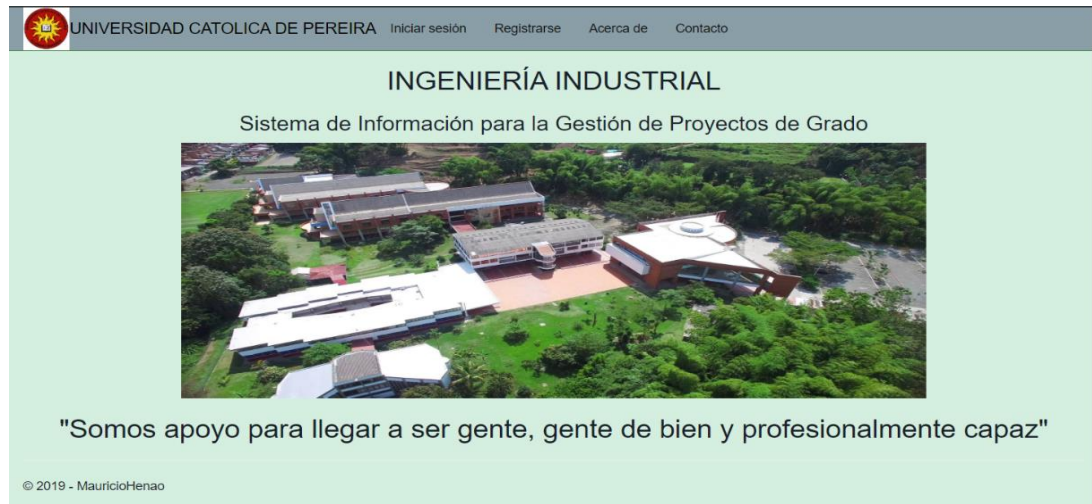 UNIVERSIDAD CATOLICA DE PEREIRA Iniciar sesión Registrarse Acerca de Contacto
INGENIERÍA INDUSTRIAL
Sistema de Información para la Gestión de Proyectos de Grado
"Somos apoyo para llegar a ser gente, gente de bien y profesionalmente capaz"
© 2019 - MauricioHenao